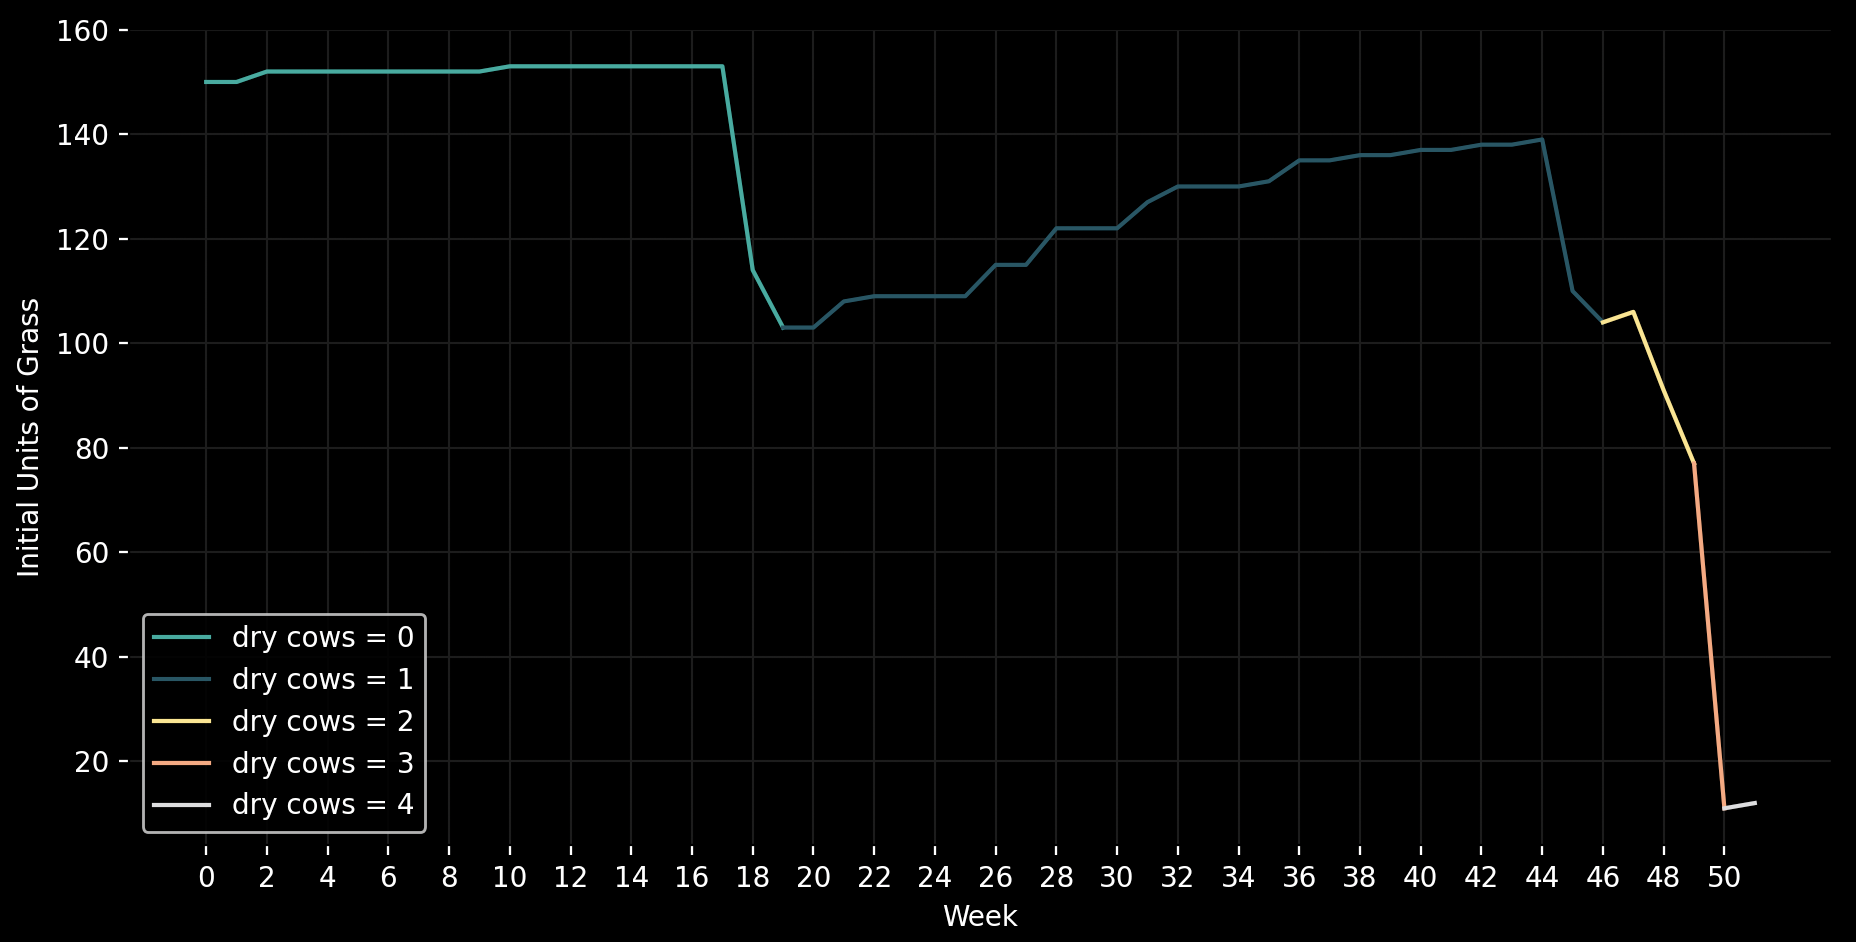 160
140
120
100
80
60
40
20
Initial Units of Grass
dry cows = 0
dry cows = 1
dry cows = 2
dry cows = 3
dry cows = 4
0 2 4 6 8 10 12 14 16 18 20 22 24 26 28 30 32 34 36 38 40 42 44 46 48 50
Week